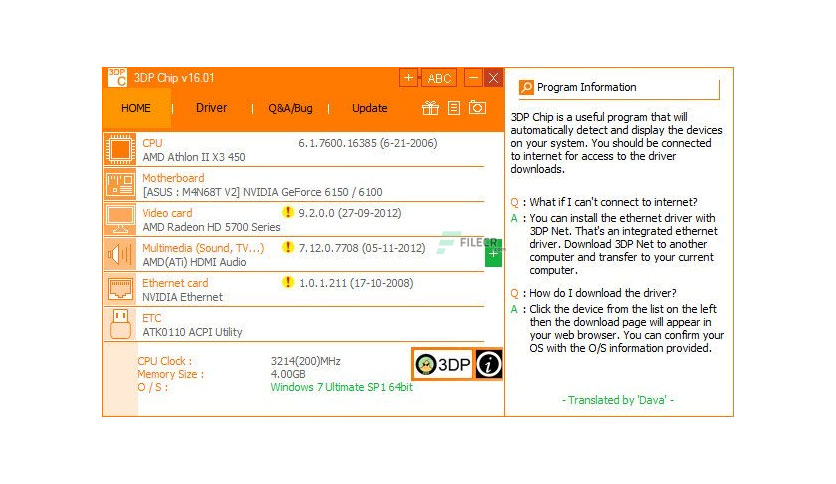 3DP
C
3DP Chip v16.01
+
ABC
HOME
Driver
Q&A/Bug
Update
CPU
6.1.7600.16385 (6-21-2006)
AMD Athlon II X3 450
Motherboard
[ASUS : M4N68T V2] NVIDIA GeForce 6150 / 6100
Video card
9.2.0.0 (27-09-2012)
AMD Radeon HD 5700 Series
Multimedia (Sound, TV...)
7.12.0.7708 (05-11-2012)
AMD(ATi) HDMI Audio
Ethernet card
1.0.1.211 (17-10-2008)
NVIDIA Ethernet
ETC
ATK0110 ACPI Utility
CPU Clock :
3214(200)MHz
Memory Size :
4.00GB
O / S :
Windows 7 Ultimate SP1 64bit
3DP
i
FILECR
+
Program Information
3DP Chip is a useful program that will
automatically detect and display the devices
on your system. You should be connected
to internet for access to the driver
downloads.
Q : What if I can't connect to internet?
A : You can install the ethernet driver with
3DP Net. That's an integrated ethernet
driver. Download 3DP Net to another
computer and transfer to your current
computer.
Q : How do I download the driver?
A : Click the device from the list on the left
then the download page will appear in
your web browser. You can confirm your
OS with the O/S information provided.
- Translated by 'Dava' -